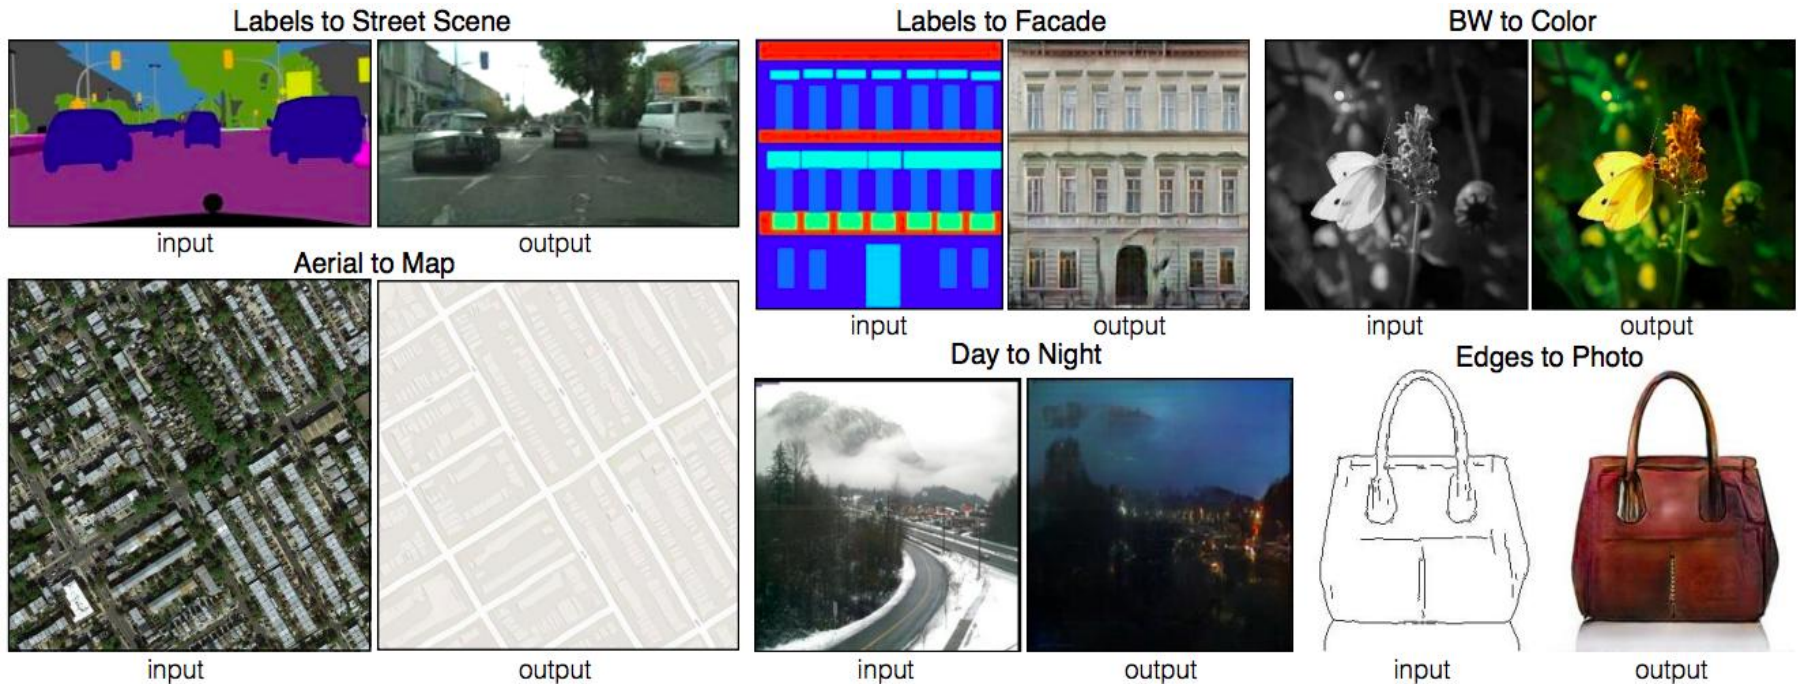 Labels to Street Scene
input
output
Aerial to Map
input
output
Labels to Facade
input
output
BW to Color
input
output
Day to Night
input
output
Edges to Photo
input
output